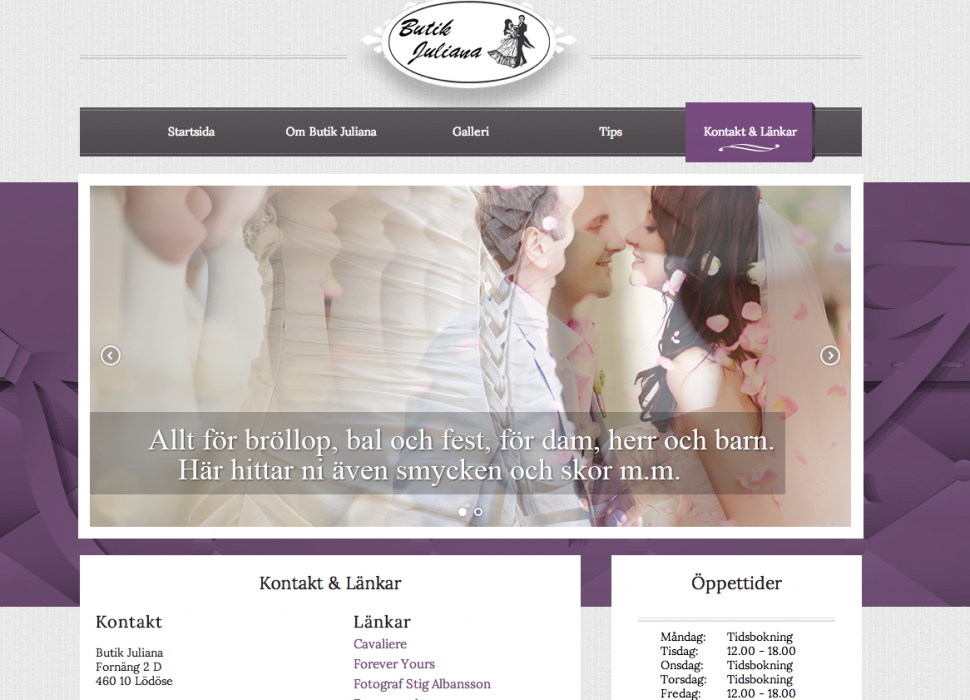 Butik
Juliana
Startsida
Om Butik Juliana
Galleri
Tips
Kontakt & Länkar
Allt för bröllop, bal och fest, för dam, herr och barn.
Här hittar ni även smycken och skor m.m.
Kontakt & Länkar
Kontakt
Butik Juliana
Fornäng 2 D
460 10 Lödöse
Länkar
Cavaliere
Forever Yours
Fotograf Stig Albansson
Öppettider
Måndag: Tidsbokning
Tisdag: 12.00 - 18.00
Onsdag: Tidsbokning
Torsdag: Tidsbokning
Fredag: 12.00 - 18.00